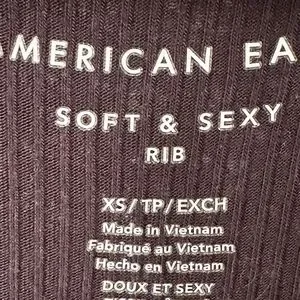 AMERICAN EA
SOFT & SEXY
RIB
XS/TP/EXCH
Made in Vietnam
Fabriqué au Vietnam
Hecho en Vietnam
DOUX ET SEXY